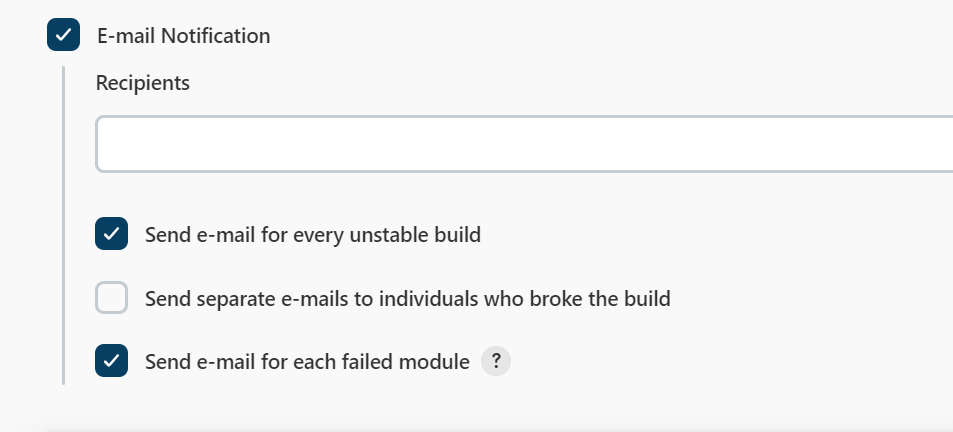 E-mail Notification
Recipients
Send e-mail for every unstable build
Send separate e-mails to individuals who broke the build
Send e-mail for each failed module ?